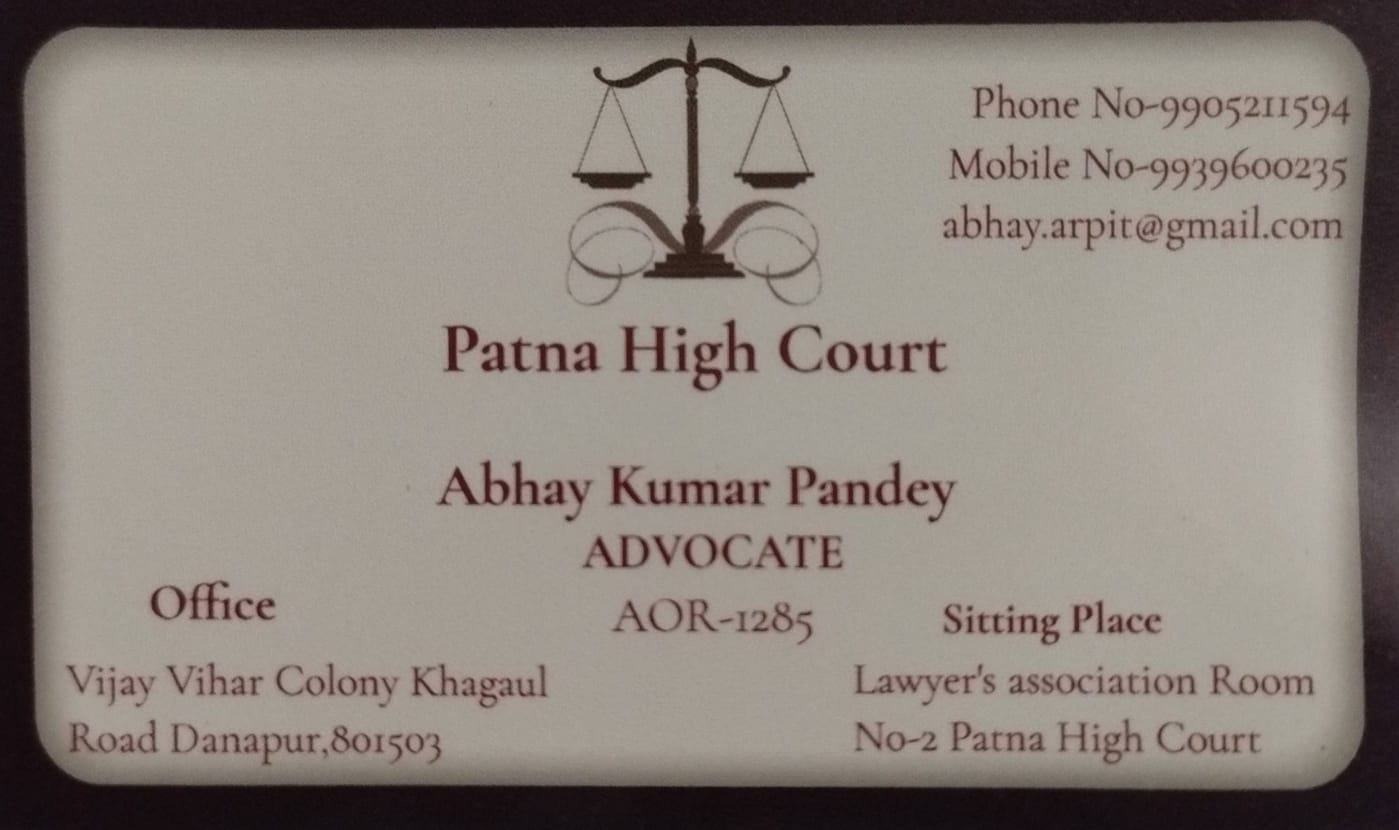 Phone No-9905211594
Mobile No-9939600235
abhay.arpit@gmail.com
Patna High Court
Abhay Kumar Pandey
ADVOCATE
AOR-1285
Office
Vijay Vihar Colony Khagaul
Road Danapur,801503
Sitting Place
Lawyer's association Room
No-2 Patna High Court